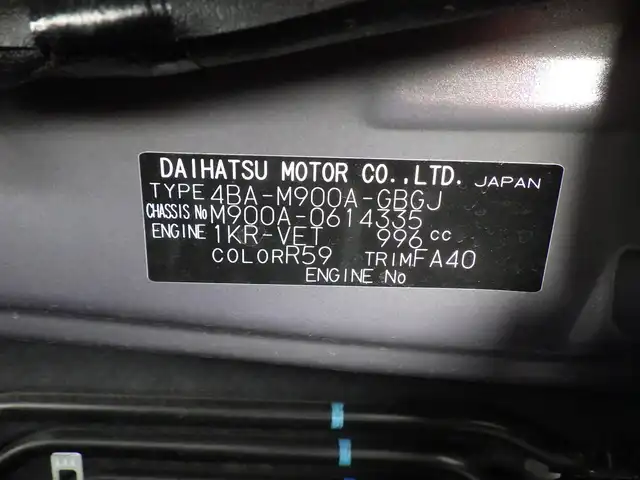 DAIHATSU MOTOR CO.,LTD. JAPAN
TYPE 4BA-M900A-GBGJ
CHASSIS No M900A-0614335
ENGINE 1KR-VET 996 cc
COLOR R59 TRIM FA40
ENGINE No